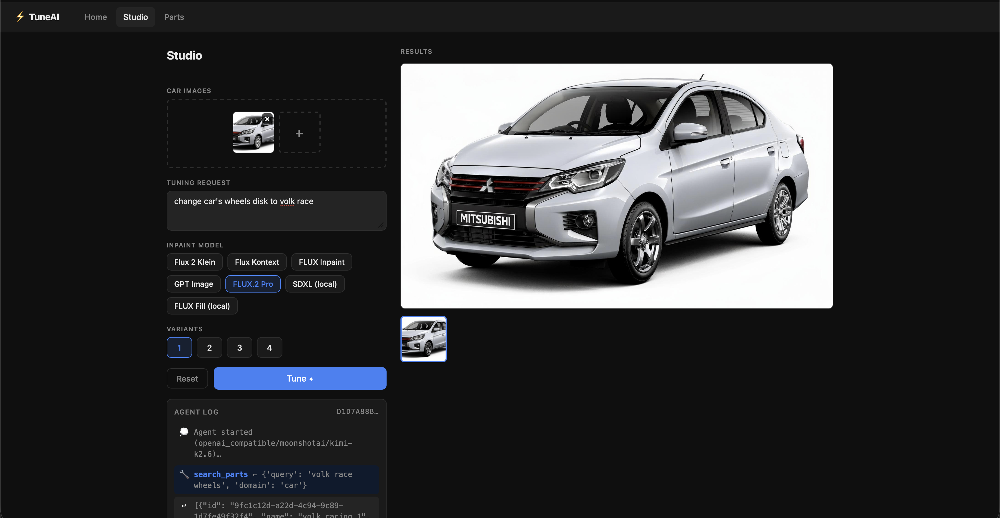 TuneAI
Home
Studio
Parts
Studio
CAR IMAGES
TUNING REQUEST
change car's wheels disk to volk race
INPAINT MODEL
Flux 2 Klein
Flux Kontext
FLUX Inpaint
GPT Image
FLUX.2 Pro
SDXL (local)
FLUX Fill (local)
VARIANTS
1
2
3
4
Reset
Tune
AGENT LOG
D1D7A88B…
Agent started
(openai_compatible/moonshotai/kimi-
k2.6)…
search_parts ← {'query': 'volk race
wheels', 'domain': 'car'}
[{"id": "9fc1c12d-a22d-4c94-9c89-
1d7fe49f32f4", "name": "volk racing 1",
RESULTS
MITSUBISHI